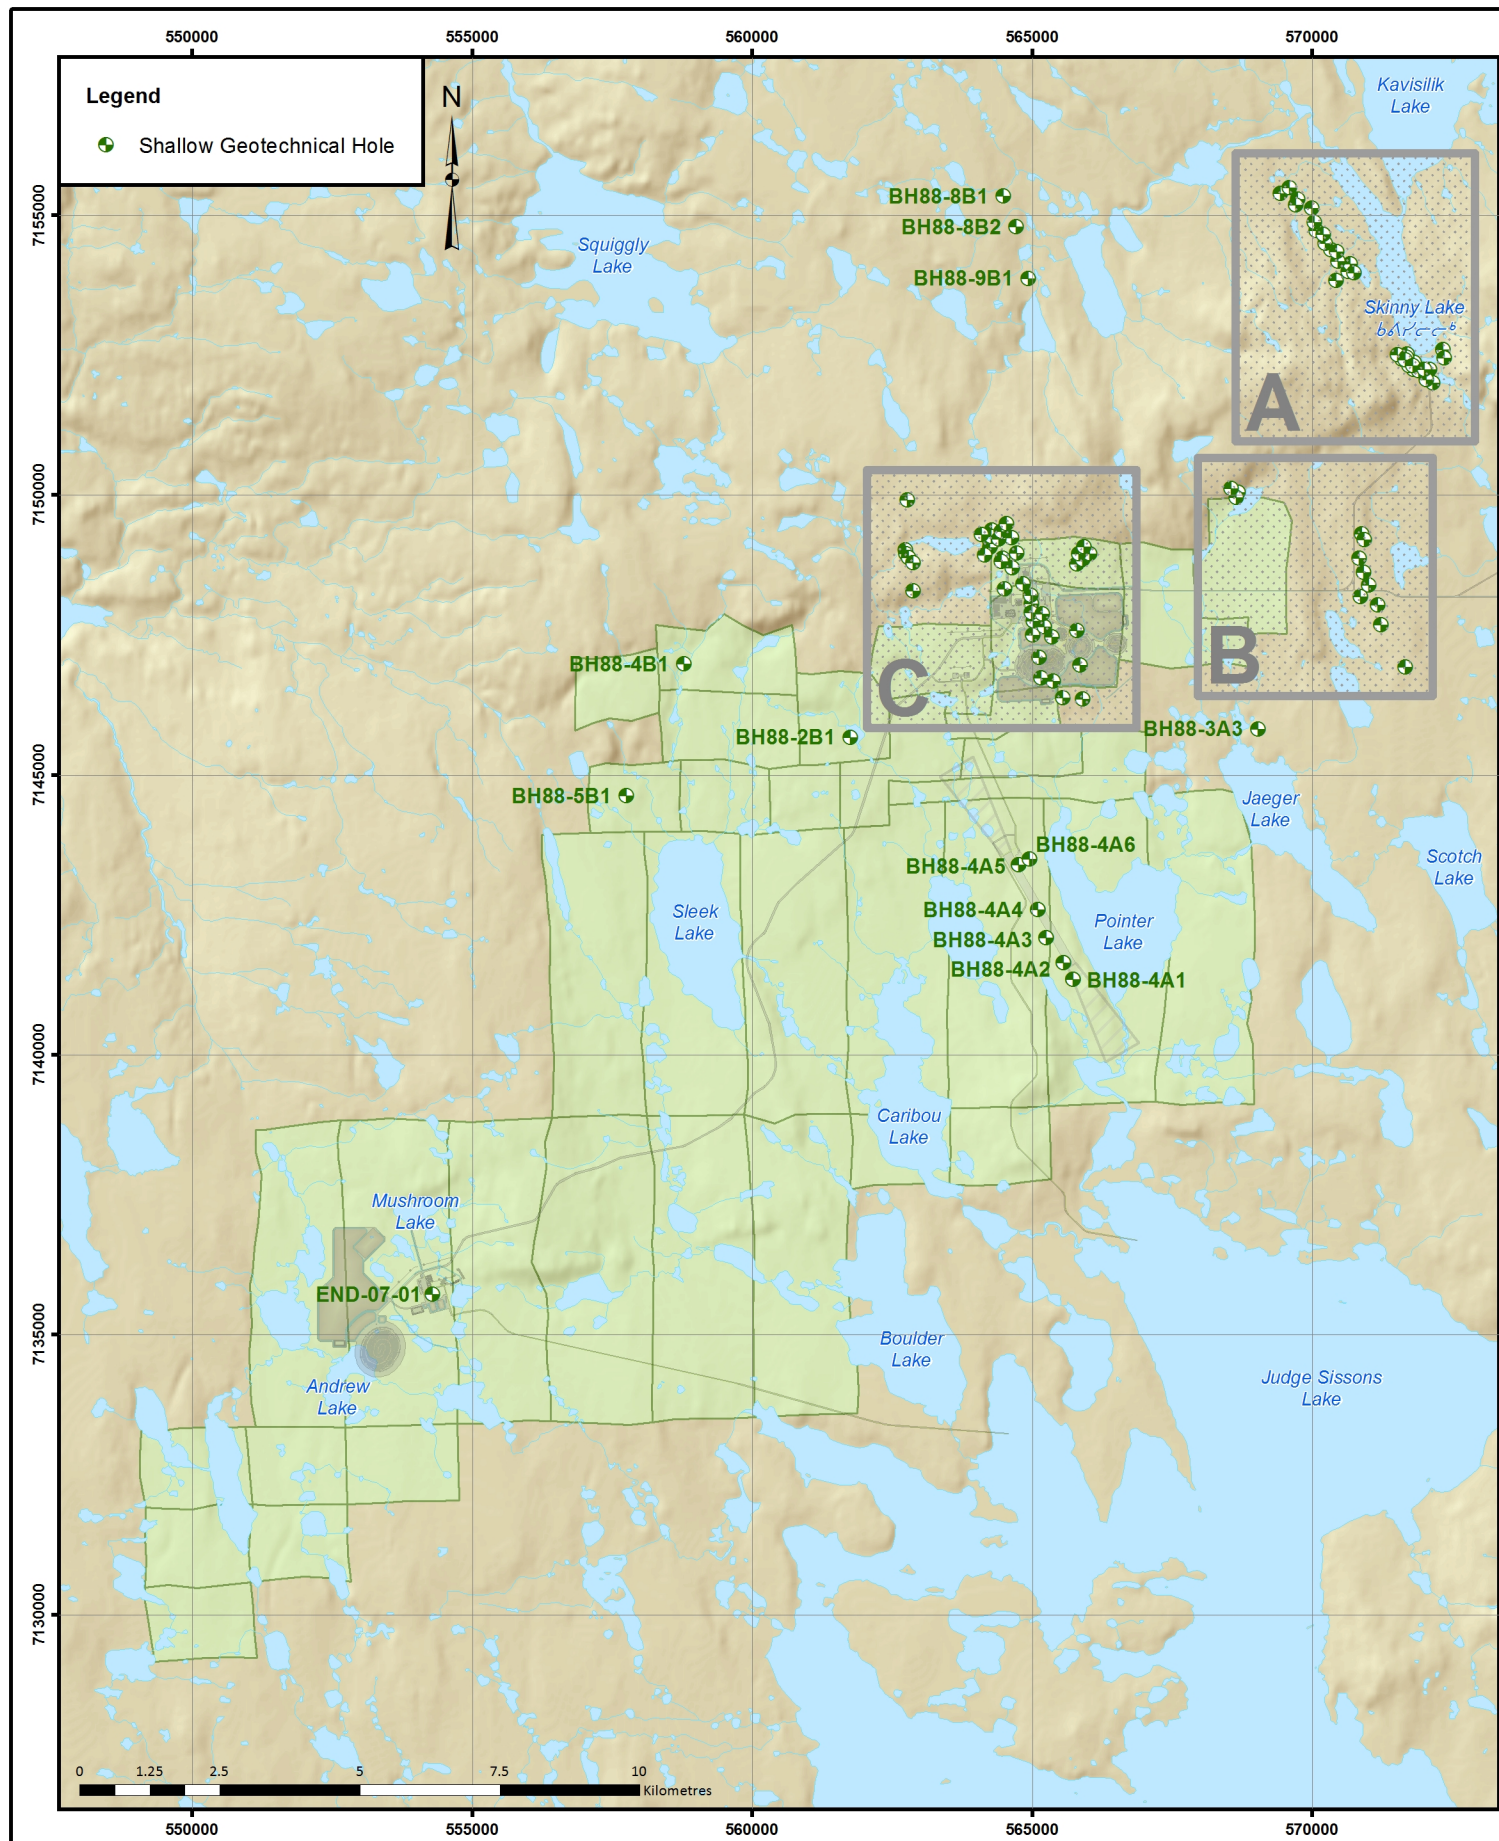 550000
555000
560000
565000
570000
Legend
Shallow Geotechnical Hole
N
Kavisilik
Lake
7155000
BH88-8B1
BH88-8B2
BH88-9B1
Squiggly
Lake
Skinny Lake
A
7150000
B
C
BH88-4B1
BH88-2B1
BH88-3A3
7145000
BH88-5B1
Jaeger
Lake
BH88-4A6
BH88-4A5
Scotch
Lake
BH88-4A4
Sleek
Lake
Pointer
Lake
BH88-4A3
BH88-4A2
BH88-4A1
7140000
Caribou
Lake
Mushroom
Lake
END-07-01
7135000
Boulder
Lake
Andrew
Lake
Judge Sissons
Lake
7130000
0
1.25
2.5
5
7.5
10
Kilometres
550000
555000
560000
565000
570000